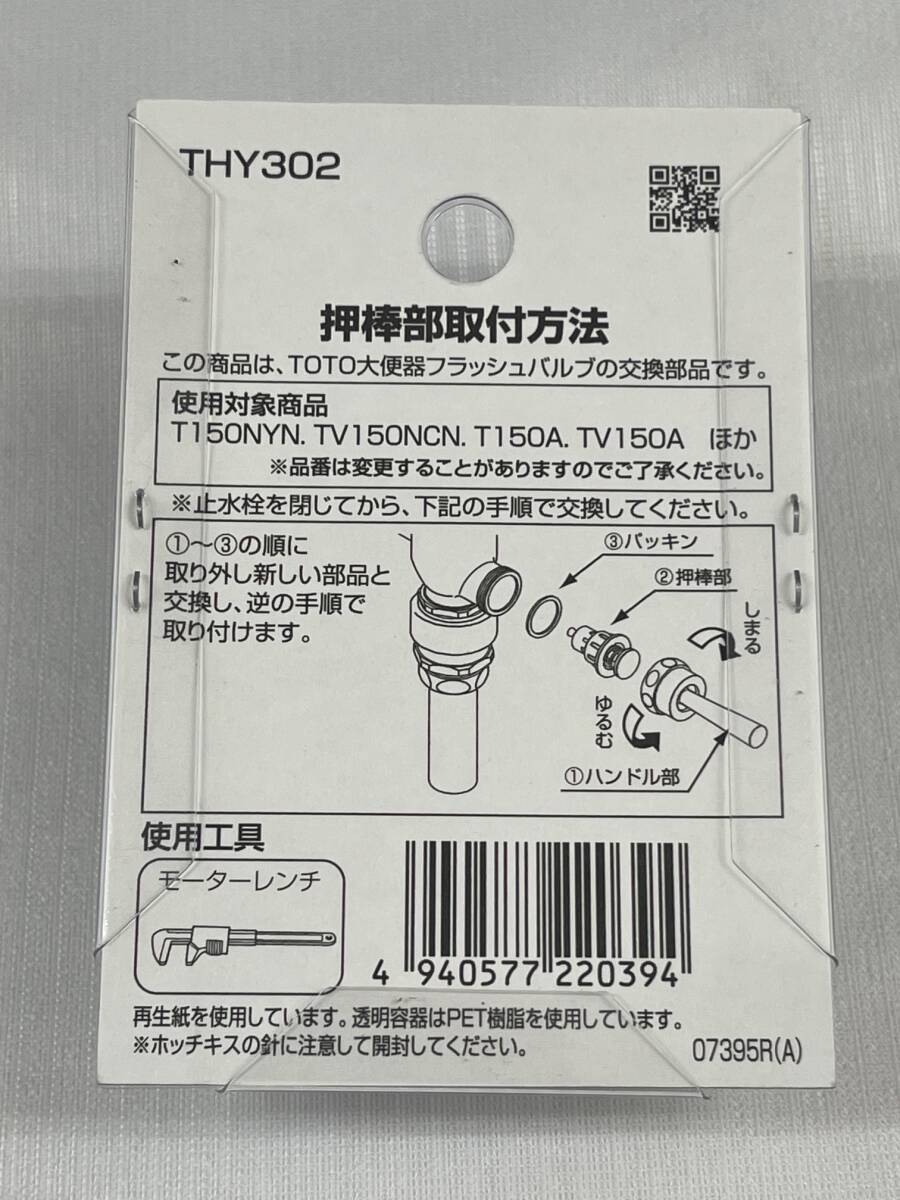 THY302
押棒部取付方法
この商品は、TOTO大便器フラッシュバルブの交換部品です。
使用対象商品
T150NYN. TV150NCN. T150A. TV150A ほか
※品番は変更することがありますのでご了承ください。
※止水栓を閉じてから、下記の手順で交換してください。
①〜③の順に
取り外し新しい部品と
交換し、逆の手順で
取り付けます。
③パッキン
②押棒部
しまる
ゆるむ
①ハンドル部
使用工具
モーターレンチ
4 940577 220394
再生紙を使用しています。透明容器はPET樹脂を使用しています。
※ホッチキスの針に注意して開封してください。
07395R(A)